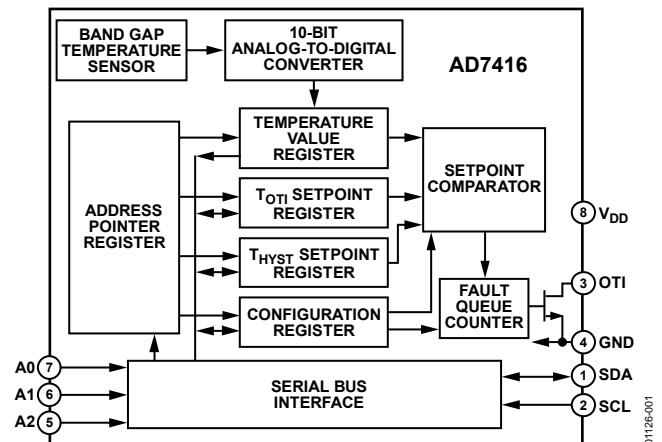 BAND GAP
TEMPERATURE
SENSOR
10-BIT
ANALOG-TO-DIGITAL
CONVERTER
AD7416
ADDRESS
POINTER
REGISTER
TEMPERATURE
VALUE
REGISTER
TOTI SETPOINT
REGISTER
THYST SETPOINT
REGISTER
CONFIGURATION
REGISTER
SETPOINT
COMPARATOR
FAULT
QUEUE
COUNTER
SERIAL BUS
INTERFACE
8 VDD
3 OTI
4 GND
1 SDA
2 SCL
A0 7
A1 6
A2 5
01126-001